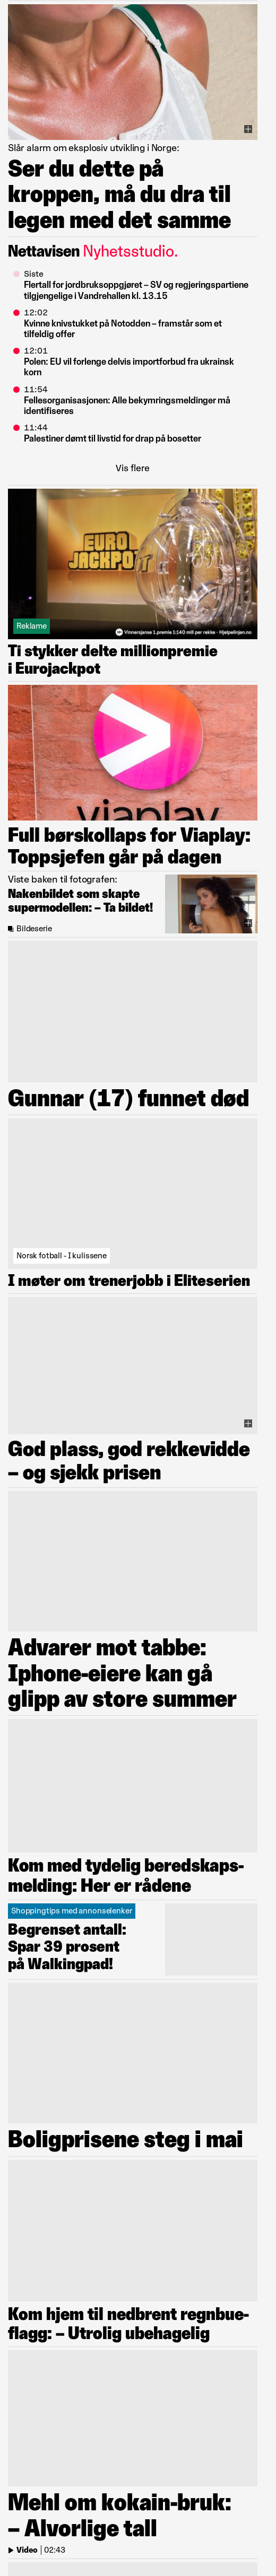 Slår alarm om eksplosiv utvikling i Norge:
Ser du dette på
kroppen, må du dra til
legen med det samme
Nettavisen Nyhetsstudio.
Siste
Flertall for jordbruksoppgjøret – SV og regjeringspartiene
tilgjengelige i Vandrehallen kl. 13.15
12:02
Kvinne knivstukket på Notodden – framstår som et
tilfeldig offer
12:01
Polen: EU vil forlenge delvis importforbud fra ukrainsk
korn
11:54
Fellesorganisasjonen: Alle bekymringsmeldinger må
identifiseres
11:44
Palestiner dømt til livstid for drap på bosetter
Vis flere
EURO
JACKPOT
Reklame
Vinnersjanse 1.premie 1:140 mill per rekke - Hjelpelinjen.no
Ti stykker delte millionpremie
i Eurojackpot
viaplay
Full børskollaps for Viaplay:
Toppsjefen går på dagen
Viste baken til fotografen:
Nakenbildet som skapte
supermodellen: – Ta bildet!
Bildeserie
Gunnar (17) funnet død
Norsk fotball - I kulissene
I møter om trenerjobb i Eliteserien
God plass, god rekkevidde
– og sjekk prisen
Advarer mot tabbe:
Iphone-eiere kan gå
glipp av store summer
Kom med tydelig beredskaps-
melding: Her er rådene
Shoppingtips med annonselenker
Begrenset antall:
Spar 39 prosent
på Walkingpad!
Boligprisene steg i mai
Kom hjem til nedbrent regnbue-
flagg: – Utrolig ubehagelig
Mehl om kokain-bruk:
– Alvorlige tall
Video | 02:43